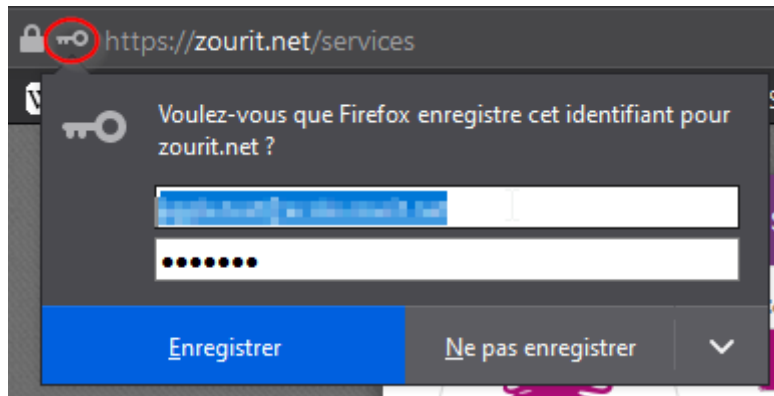 https://zourit.net/services
Voulez-vous que Firefox enregistre cet identifiant pour
zourit.net ?
•••••••
Enregistrer
Ne pas enregistrer